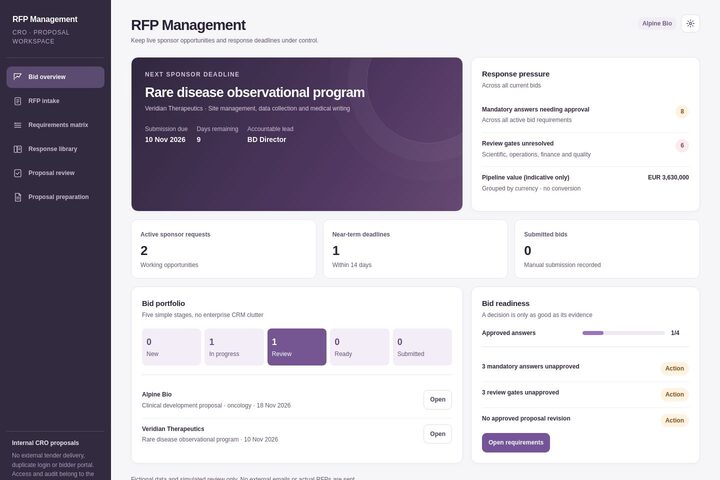 RFP Management
CRO · PROPOSAL
WORKSPACE
Bid overview
RFP intake
Requirements matrix
Response library
Proposal review
Proposal preparation
Internal CRO proposals
No external tender delivery,
duplicate login or bidder portal.
Access and audit belong to the
RFP Management
Keep live sponsor opportunities and response deadlines under control.
Alpine Bio
NEXT SPONSOR DEADLINE
Rare disease observational program
Veridian Therapeutics · Site management, data collection and medical writing
Submission due
10 Nov 2026
Days remaining
9
Accountable lead
BD Director
Response pressure
Across all current bids
Mandatory answers needing approval
Across all active bid requirements
8
Review gates unresolved
Scientific, operations, finance and quality
6
Pipeline value (indicative only)
Grouped by currency · no conversion
EUR 3,630,000
Active sponsor requests
2
Working opportunities
Near-term deadlines
1
Within 14 days
Submitted bids
0
Manual submission recorded
Bid portfolio
Five simple stages, no enterprise CRM clutter
0
New
1
In progress
1
Review
0
Ready
0
Submitted
Alpine Bio
Clinical development proposal · oncology · 18 Nov 2026
Open
Veridian Therapeutics
Rare disease observational program · 10 Nov 2026
Open
Bid readiness
A decision is only as good as its evidence
Approved answers
1/4
3 mandatory answers unapproved
Action
3 review gates unapproved
Action
No approved proposal revision
Action
Open requirements
Fictional data and simulated review only. No external emails or actual RFPs are sent.